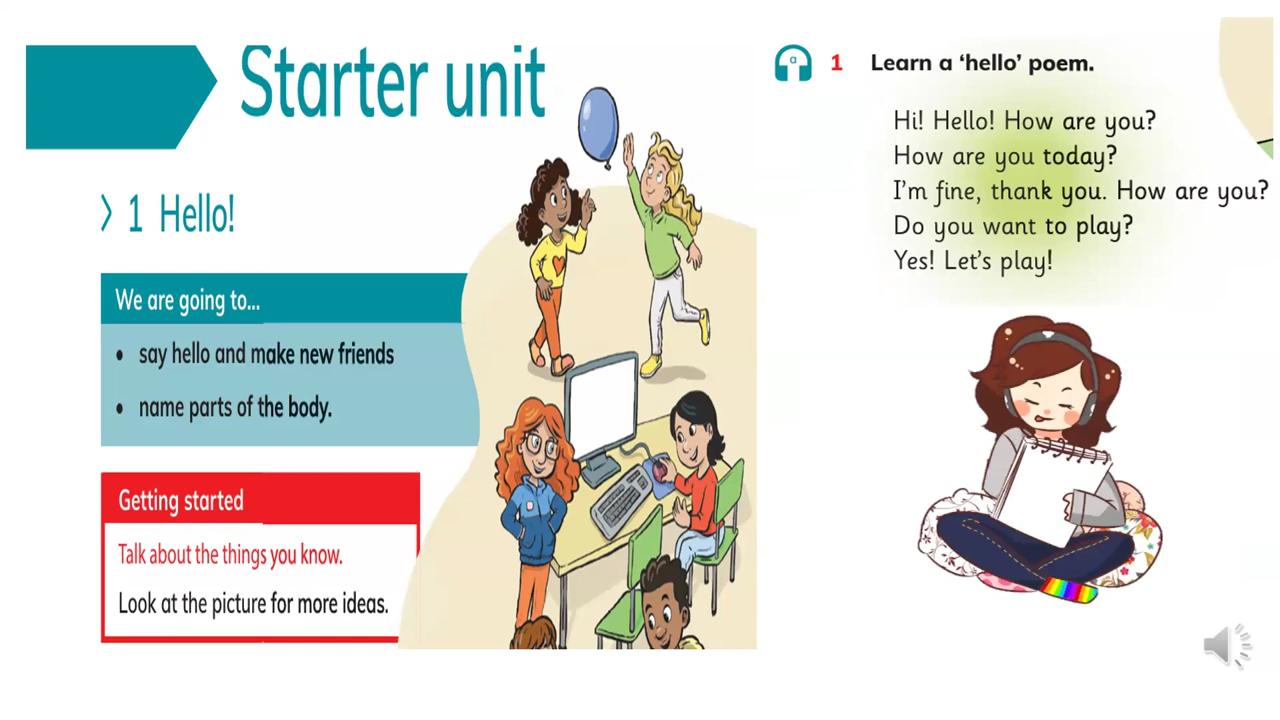 Starter unit
1 Hello!
We are going to...
• say hello and make new friends
• name parts of the body.
Getting started
Talk about the things you know.
Look at the picture for more ideas.
a
1 Learn a ‘hello’ poem.
Hi! Hello! How are you?
How are you today?
I’m fine, thank you. How are you?
Do you want to play?
Yes! Let’s play!